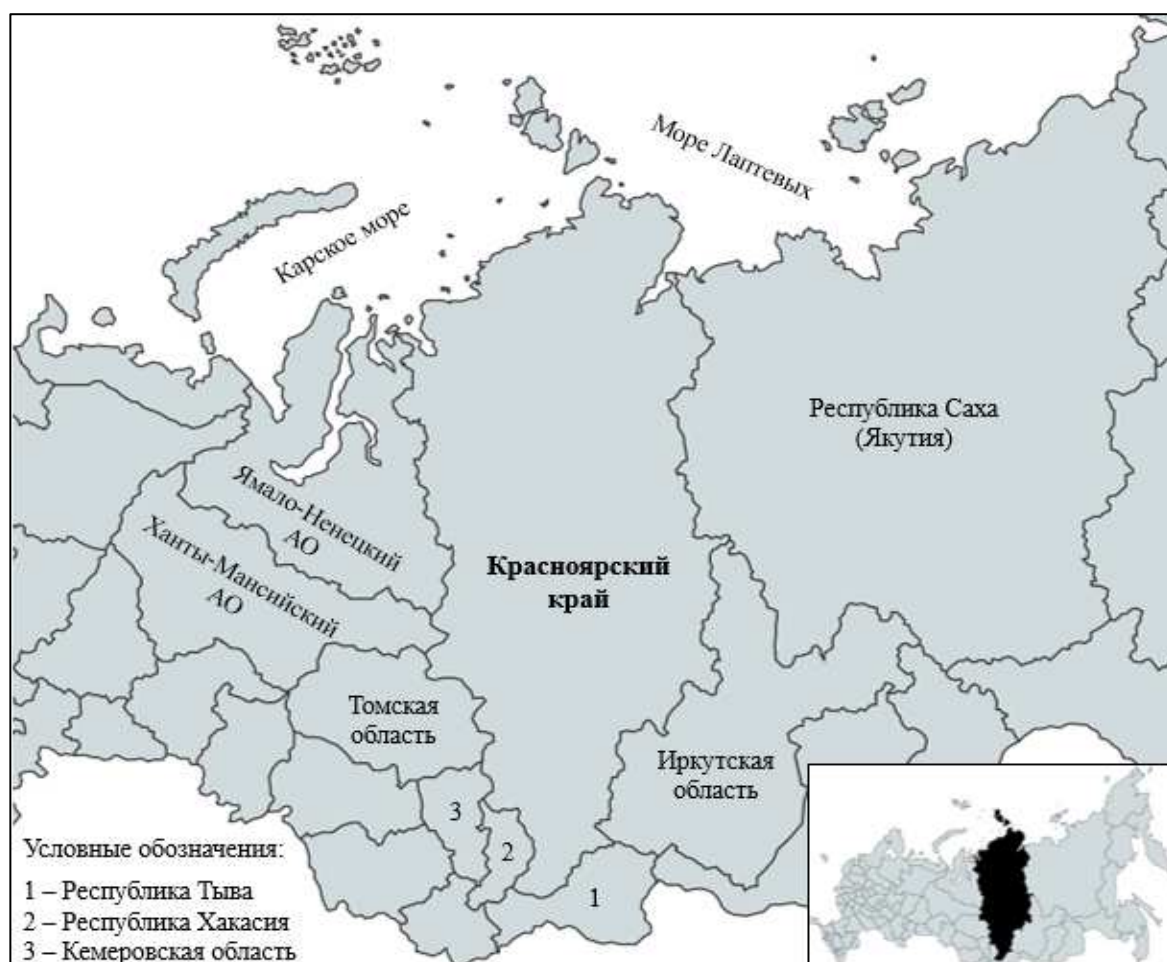 Море Лаптевых
Карское море
Республика Саха
(Якутия)
Ямало-Ненецкий
АО
Ханты-Мансийский
АО
Красноярский
край
Томская
область
Иркутская
область
3
2
1
Условные обозначения:
1 – Республика Тыва
2 – Республика Хакасия
3 – Кемеровская область